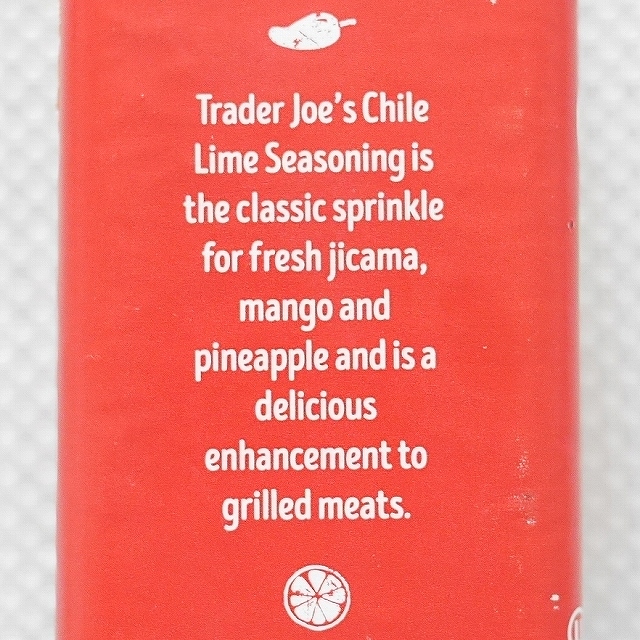 Trader Joe's Chile
Lime Seasoning is
the classic sprinkle
for fresh jicama,
mango and
pineapple and is a
delicious
enhancement to
grilled meats.